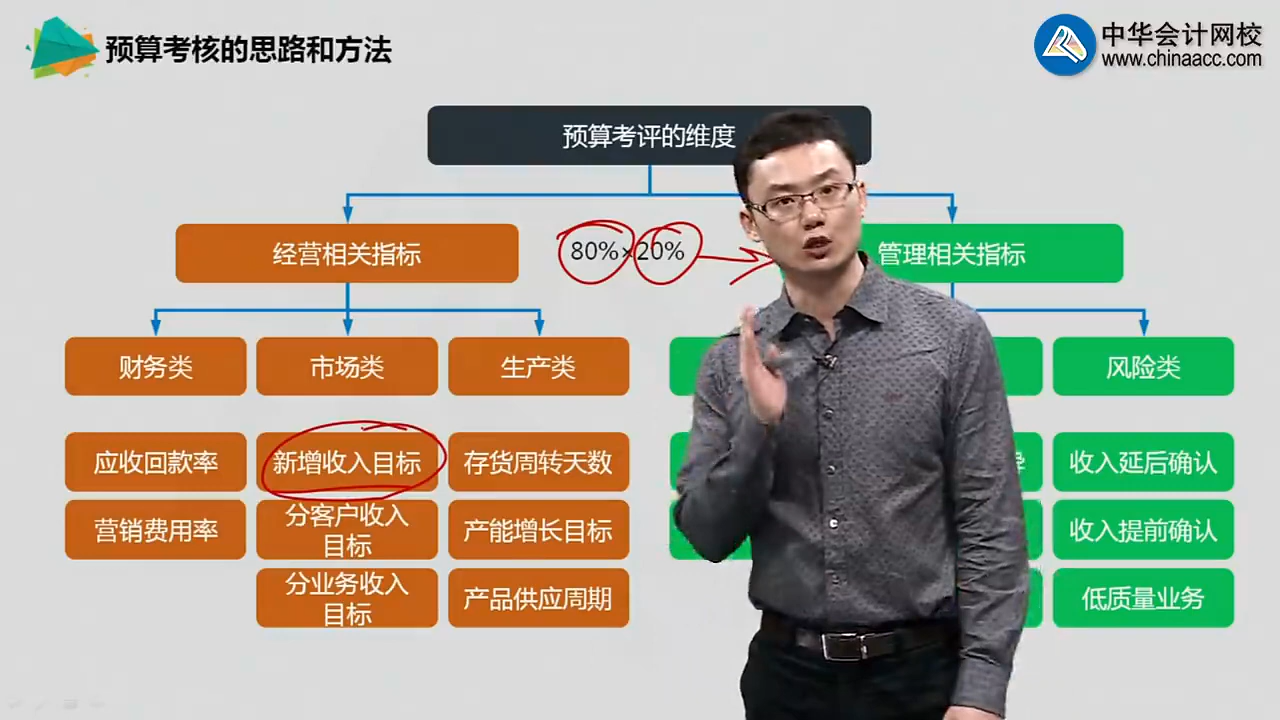 预算考核的思路和方法
中华会计网校
www.chinaacc.com
预算考评的维度
经营相关指标
80%×20%
管理相关指标
财务类
市场类
生产类
风险类
应收回款率
新增收入目标
存货周转天数
收入延后确认
营销费用率
分客户收入
目标
产能增长目标
收入提前确认
分业务收入
目标
产品供应周期
低质量业务